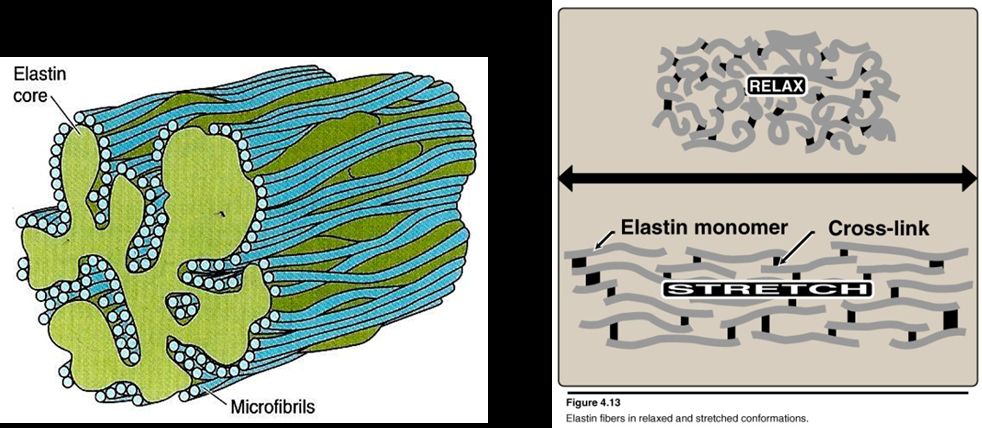 Elastin
core
Microfibrils
RELAX
Elastin monomer
Cross-link
STRETCH
Figure 4.13
Elastin fibers in relaxed and stretched conformations.